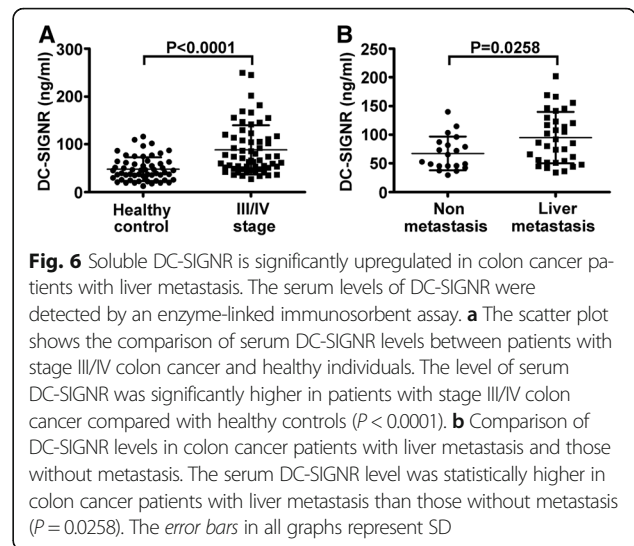 A
B
P<0.0001
P=0.0258
DC-SIGNR (ng/ml)
300
200
100
0
Healthy control
III/IV stage
DC-SIGNR (ng/ml)
250
200
150
100
50
0
Non metastasis
Liver metastasis
Fig. 6 Soluble DC-SIGNR is significantly upregulated in colon cancer pa-
tients with liver metastasis. The serum levels of DC-SIGNR were
detected by an enzyme-linked immunosorbent assay. a The scatter plot
shows the comparison of serum DC-SIGNR levels between patients with
stage III/IV colon cancer and healthy individuals. The level of serum
DC-SIGNR was significantly higher in patients with stage III/IV colon
cancer compared with healthy controls (P < 0.0001). b Comparison of
DC-SIGNR levels in colon cancer patients with liver metastasis and those
without metastasis. The serum DC-SIGNR level was statistically higher in
colon cancer patients with liver metastasis than those without metastasis
(P = 0.0258). The error bars in all graphs represent SD